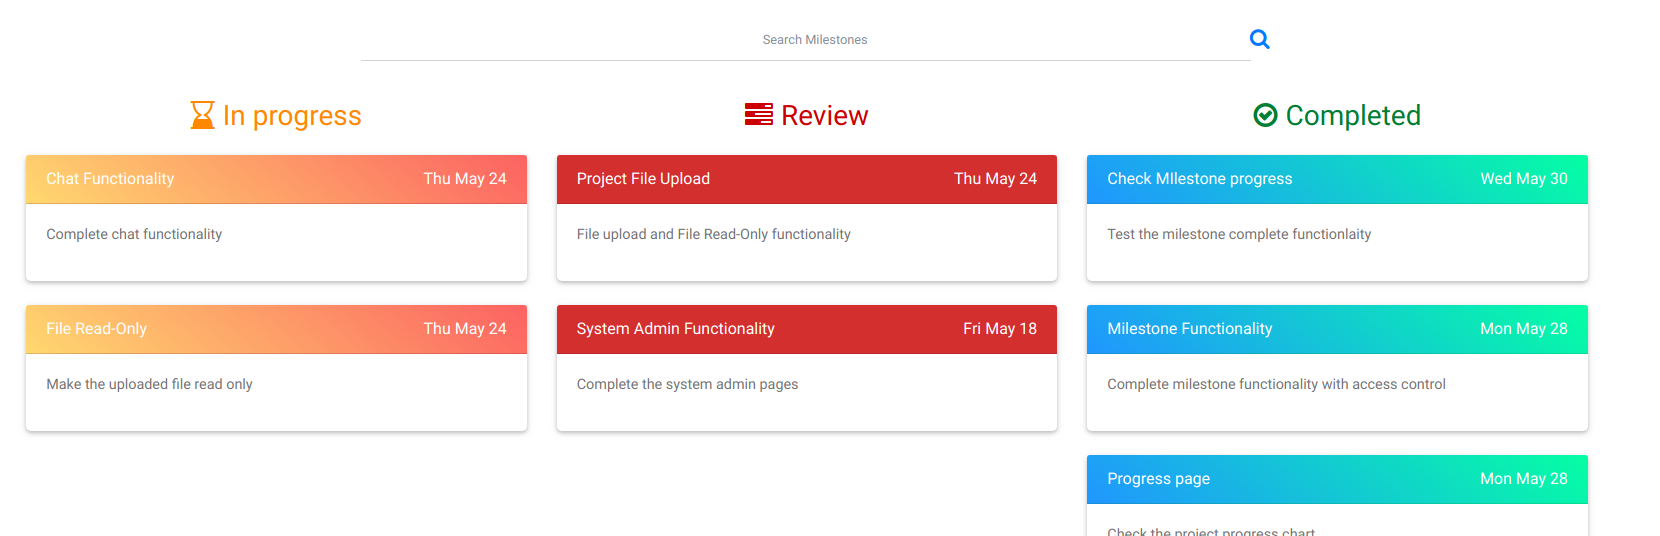 Search Milestones
In progress
Review
Completed
Chat Functionality Thu May 24
Complete chat functionality
File Read-Only Thu May 24
Make the uploaded file read only
Project File Upload Thu May 24
File upload and File Read-Only functionality
System Admin Functionality Fri May 18
Complete the system admin pages
Check MIlestone progress Wed May 30
Test the milestone complete functionlaity
Milestone Functionality Mon May 28
Complete milestone functionality with access control
Progress page Mon May 28
Check the project progress chart